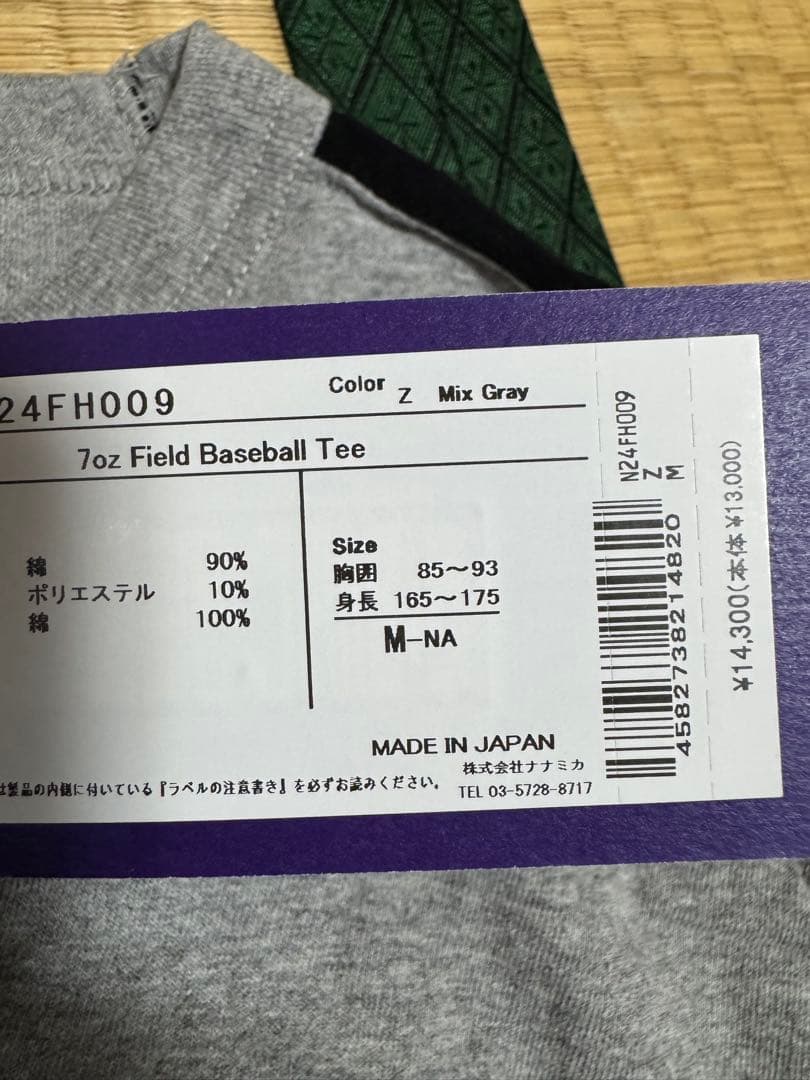 24FH009
Color Z Mix Gray
7oz Field Baseball Tee
綿 90%
ポリエステル 10%
綿 100%
Size
胸囲 85〜93
身長 165〜175
M-NA
MADE IN JAPAN
株式会社ナナミカ
は製品の内側に付いている『ラベルの注意書き』を必ずお読みください。
TEL 03-5728-8717
N24FH009
Z
M
4582738214820
¥14,300(本体 ¥13,000)